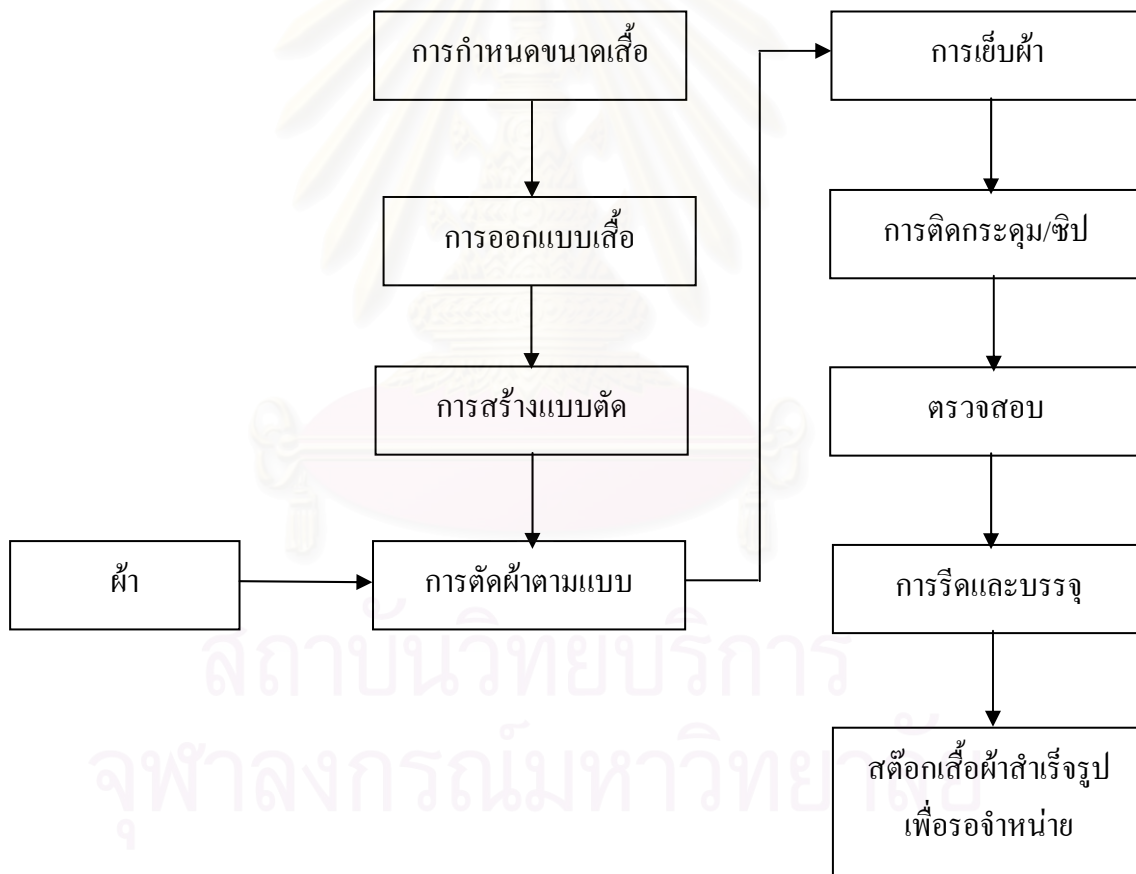 การกำหนดขนาดเสื้อ
การออกแบบเสื้อ
การสร้างแบบตัด
ผ้า
การตัดผ้าตามแบบ
การเย็บผ้า
การติดกระดุม/ซิป
ตรวจสอบ
การรีดและบรรจุ
สต๊อกเสื้อผ้าสำเร็จรูป
เพื่อรอจำหน่าย
สถาบันวิทยบริการ
จุฬาลงกรณ์มหาวิทยาลัย